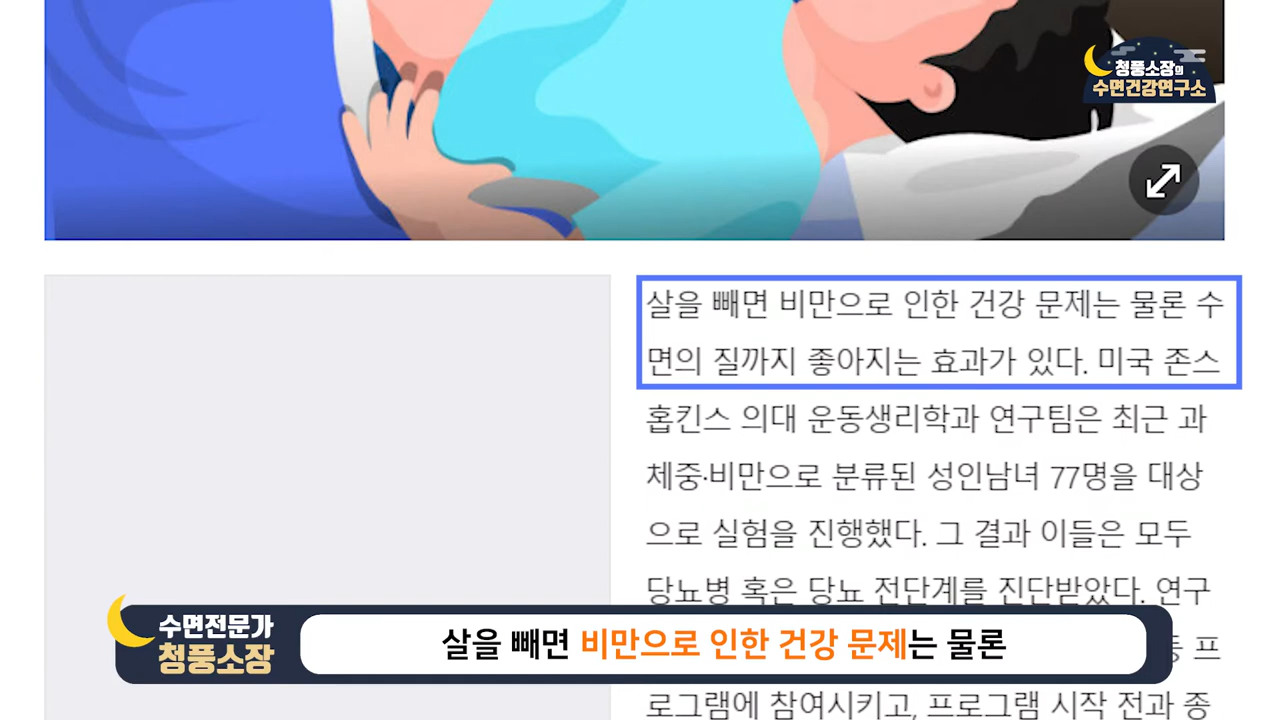 청풍소장의
수면건강연구소
살을 빼면 비만으로 인한 건강 문제는 물론 수
면의 질까지 좋아지는 효과가 있다. 미국 존스
홉킨스 의대 운동생리학과 연구팀은 최근 과
체중·비만으로 분류된 성인남녀 77명을 대상
으로 실험을 진행했다. 그 결과 이들은 모두
당뇨병 혹은 당뇨 전단계를 진단받았다. 연구
프
로그램에 참여시키고, 프로그램 시작 전과 종
수면전문가
청풍소장
살을 빼면 비만으로 인한 건강 문제는 물론